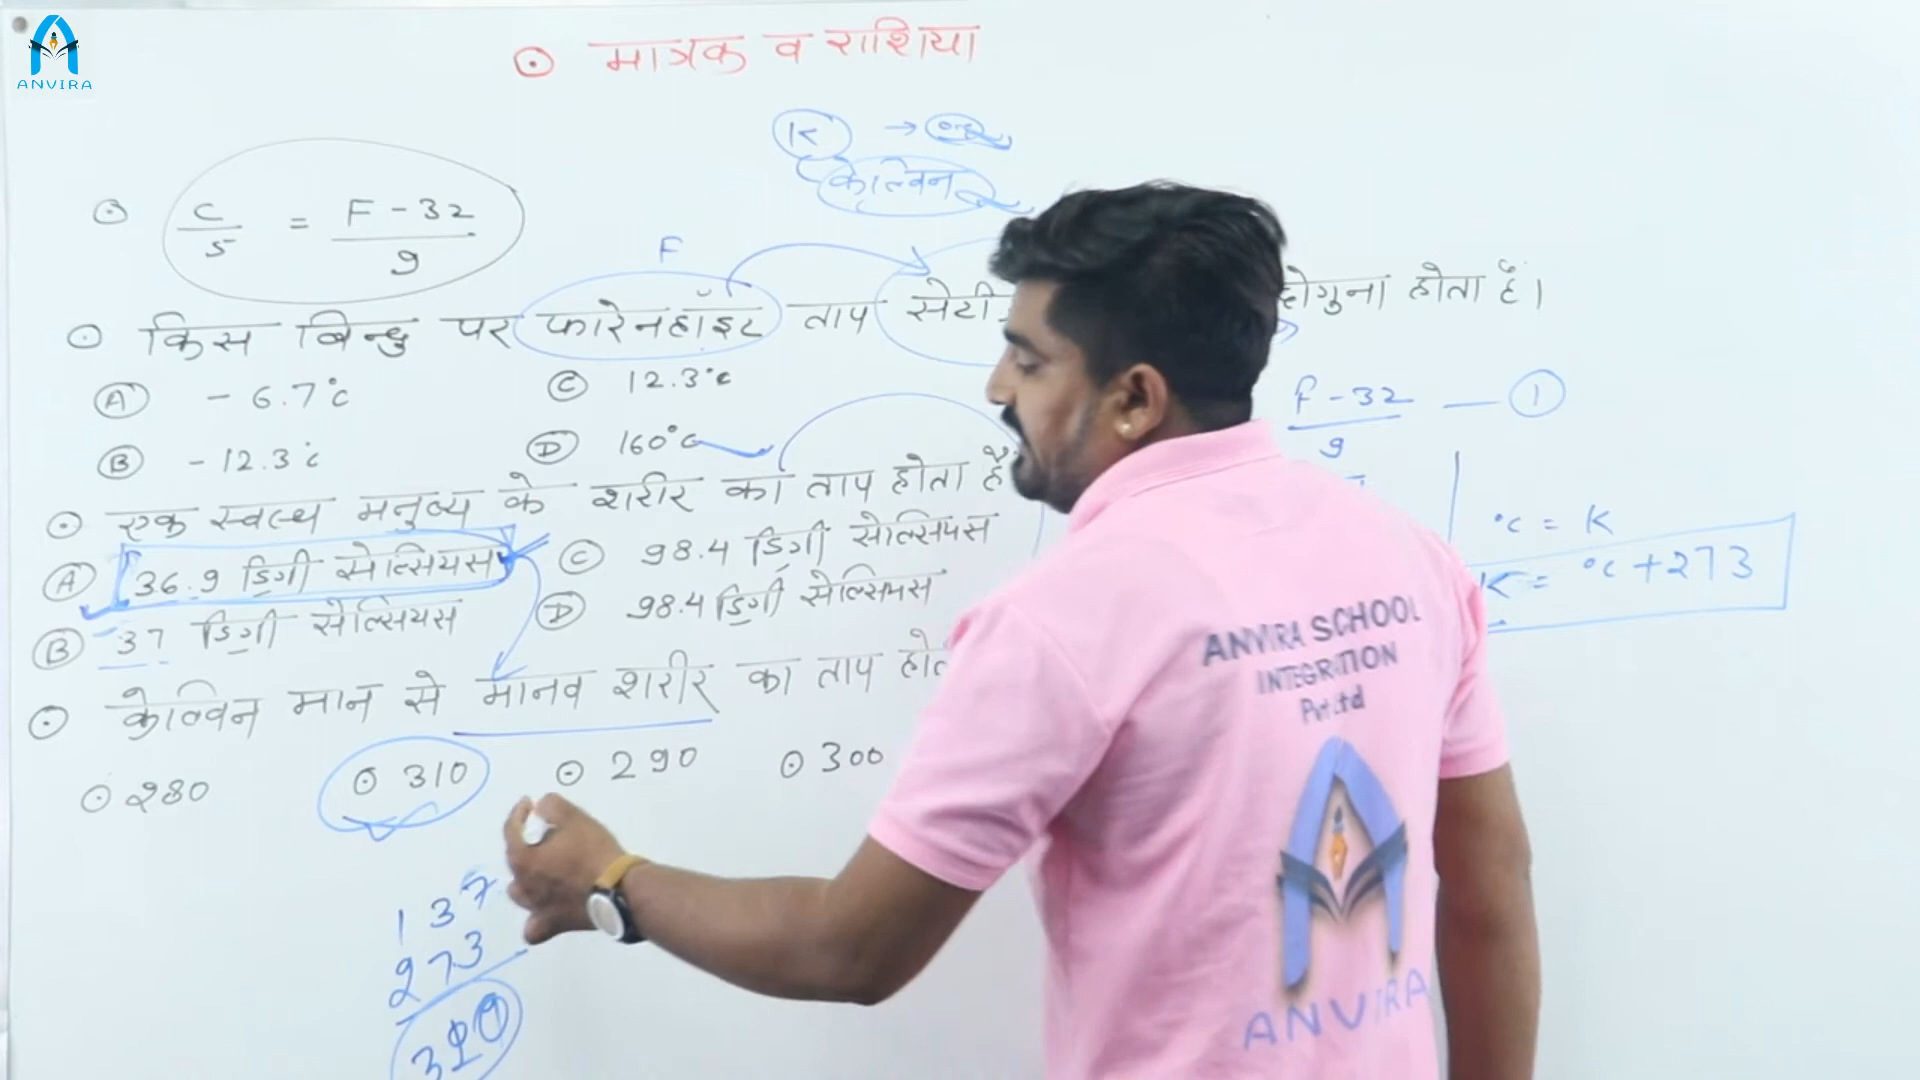 ANVIRA
⊙ मात्रक व राशिया
K →
केल्विन
⊙ C/5 = F - 32/9
F
⊙ किस बिन्दु पर फारेनहॉइट ताप सेटी दोगुना होता है।
A - 6.7°C
C 12.3°C
B - 12.3°C
D 160°C
F - 32/9 — 1
⊙ एक स्वस्थ मनुष्य के शरीर का ताप होता है
A 36.9 डिग्री सेल्सियस
C 98.4 डिग्री सेल्सियस
B 37 डिग्री सेल्सियस
D 98.4 डिग्री सेल्सियस
°C = K
K = °C + 273
⊙ केल्विन मान से मानव शरीर का ताप
⊙ 280 ⊙ 310 ⊙ 290 ⊙ 300
1 37
273
310
ANVIRA SCHOOL
INTEGRATION
Pvt Ltd
ANVIRA